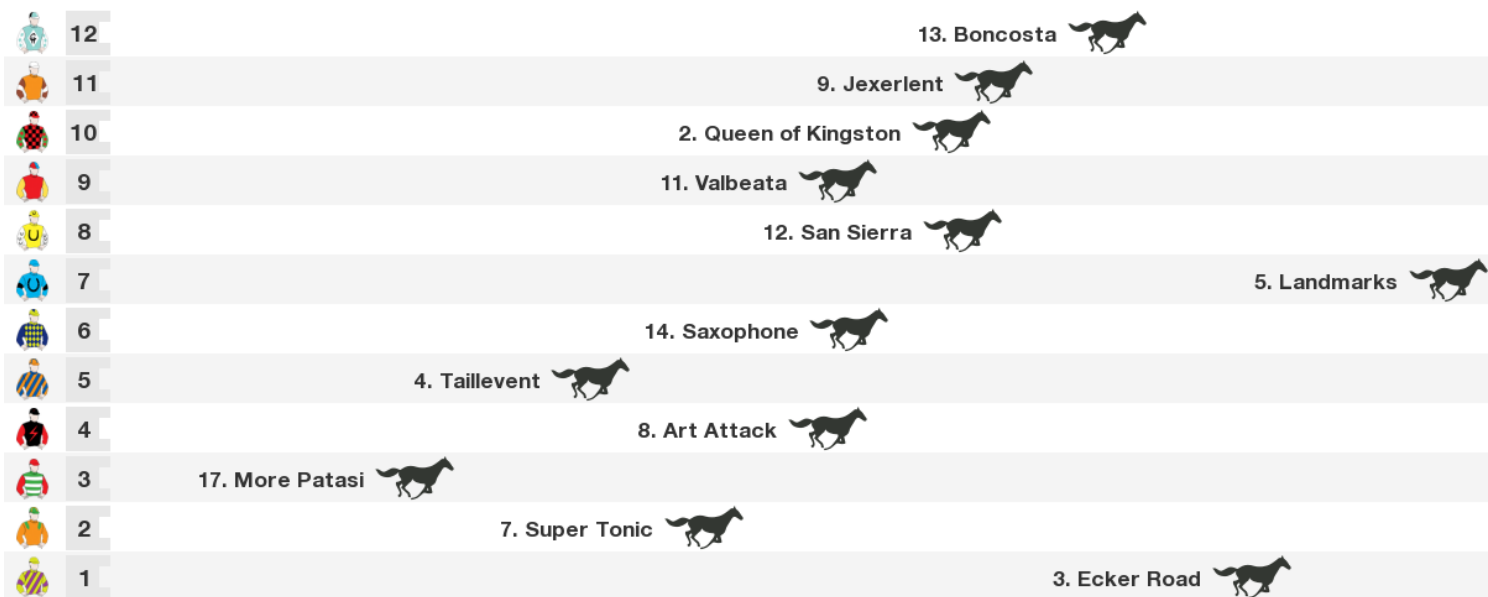 12 13. Boncosta
11 9. Jexerlent
10 2. Queen of Kingston
9 11. Valbeata
8 12. San Sierra
7 5. Landmarks
6 14. Saxophone
5 4. Taillevent
4 8. Art Attack
3 17. More Patasi
2 7. Super Tonic
1 3. Ecker Road